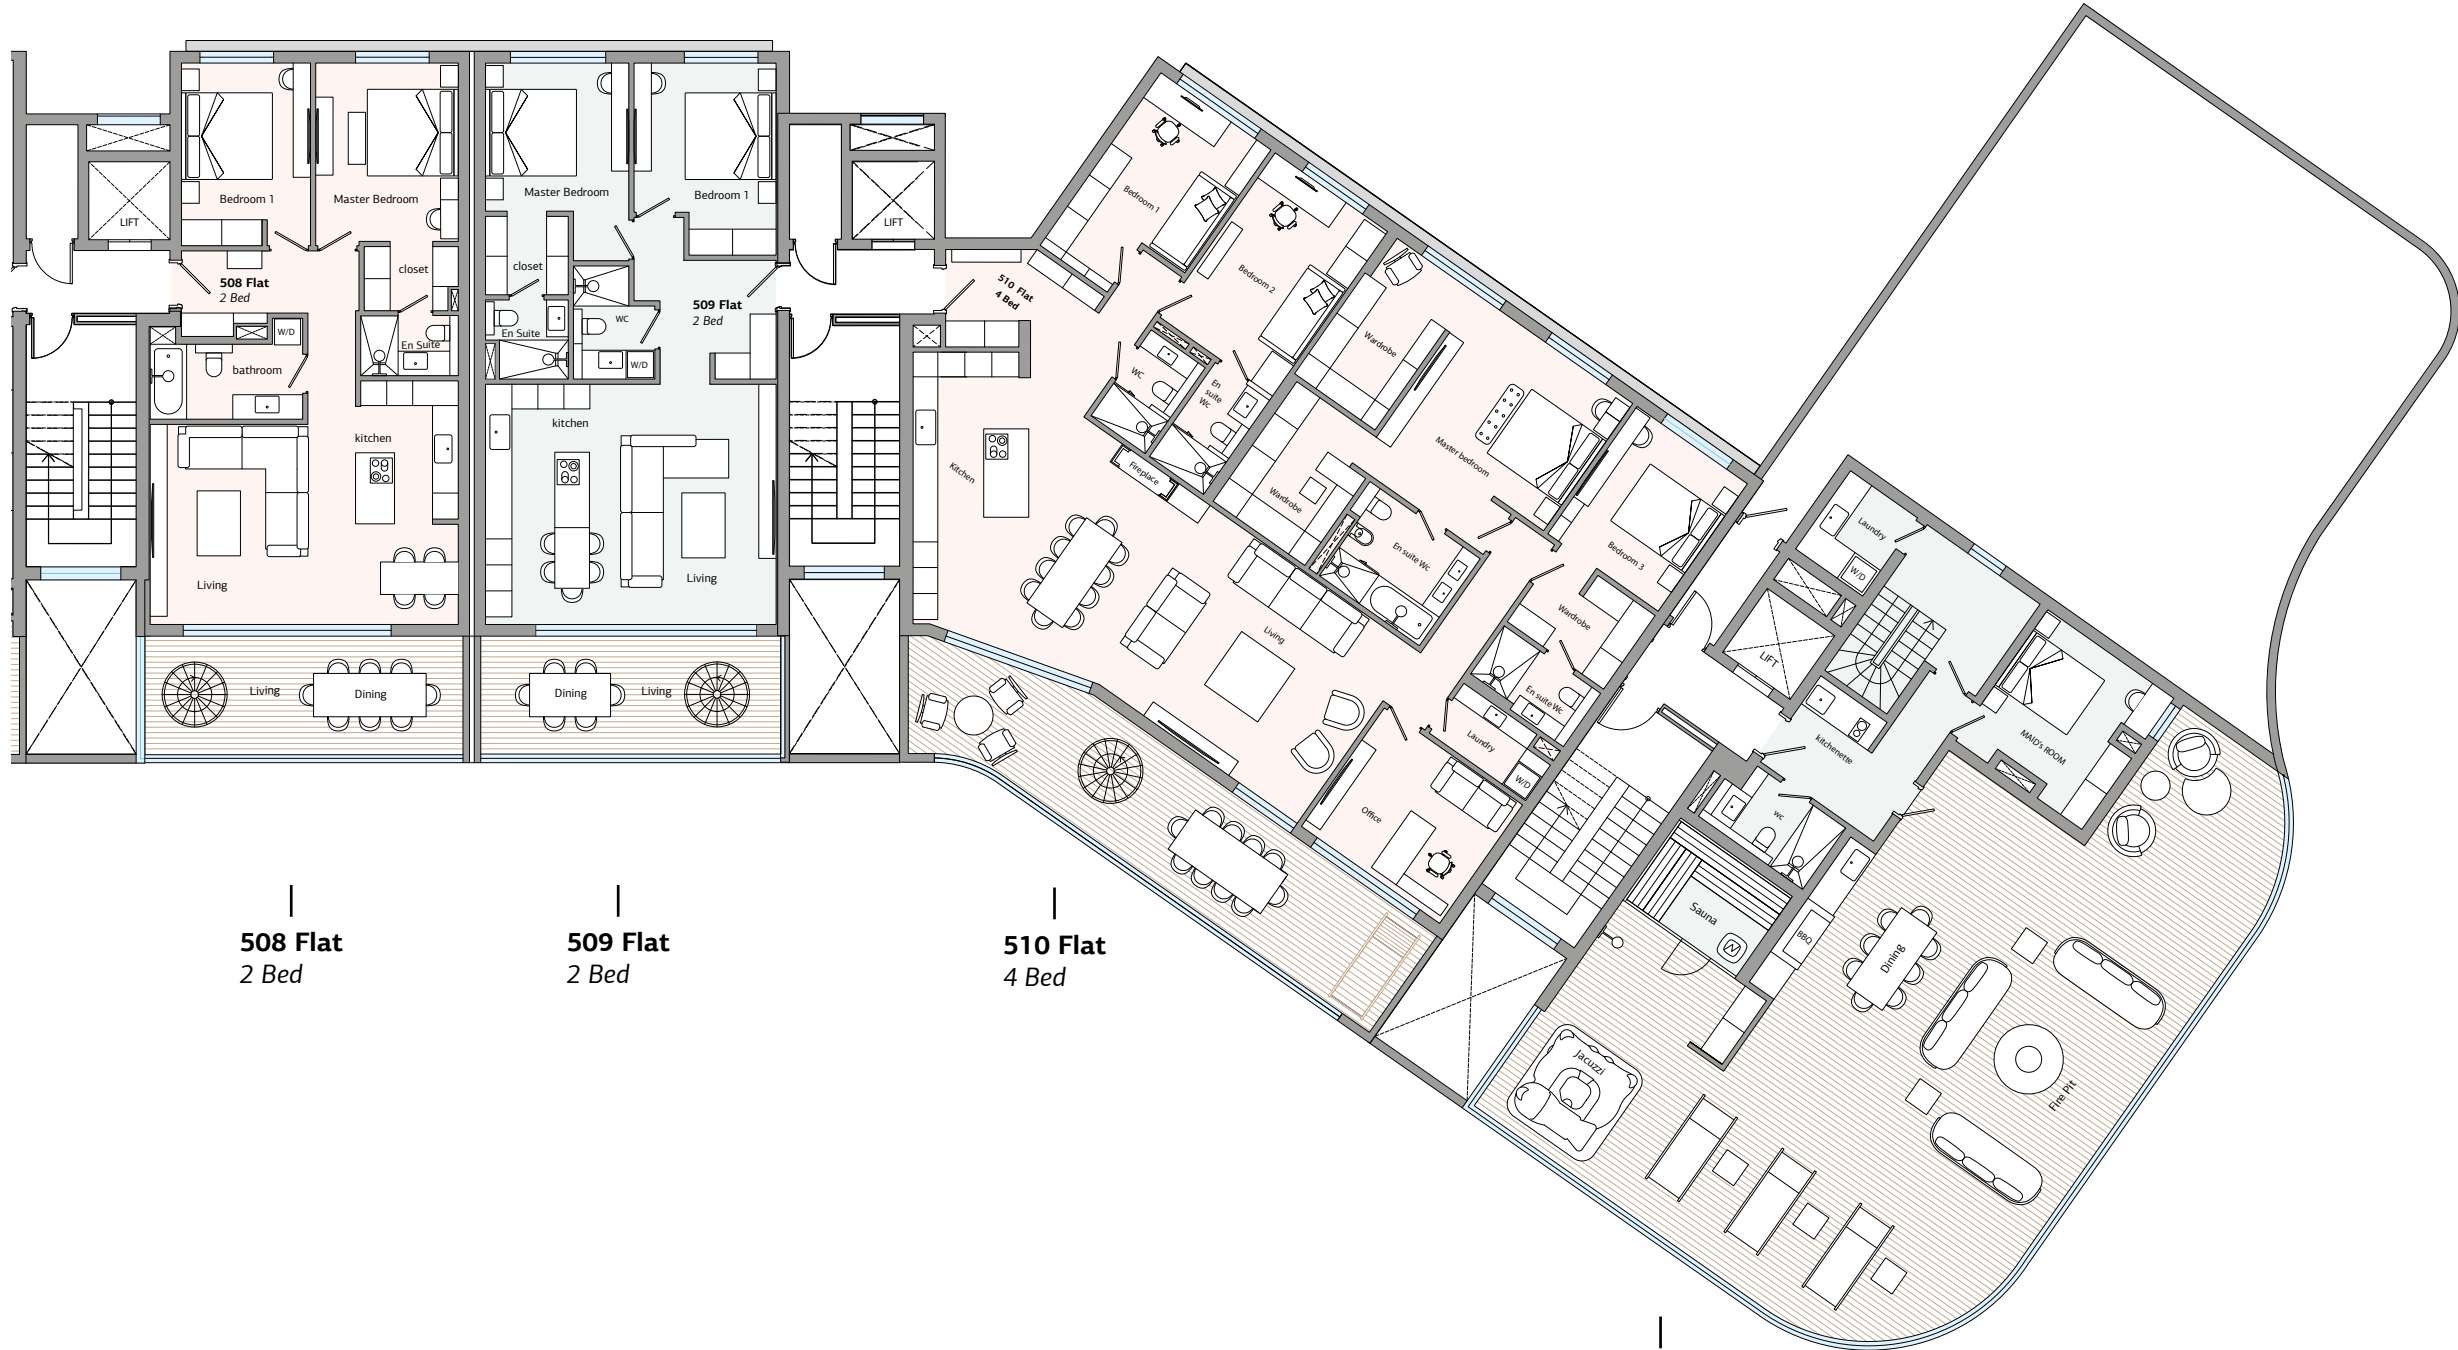 LIFT
Bedroom 1
Master Bedroom
closet
508 Flat
2 Bed
W/D
En Suite
bathroom
kitchen
Living
Living
Dining
Master Bedroom
Bedroom 1
closet
509 Flat
2 Bed
En Suite
WC
W/D
kitchen
Living
Dining
Living
LIFT
510 Flat
4 Bed
Bedroom 1
Bedroom 2
Wardrobe
WC
En
suite
Wc
Kitchen
Fireplace
Master bedroom
Wardrobe
En suite Wc
Bedroom 3
Wardrobe
Living
En suite Wc
Laundry
W/D
Office
Laundry
W/D
LIFT
kitchenette
MAID's ROOM
wc
Sauna
BBQ
Dining
Jacuzzi
Fire Pit
508 Flat
2 Bed
509 Flat
2 Bed
510 Flat
4 Bed